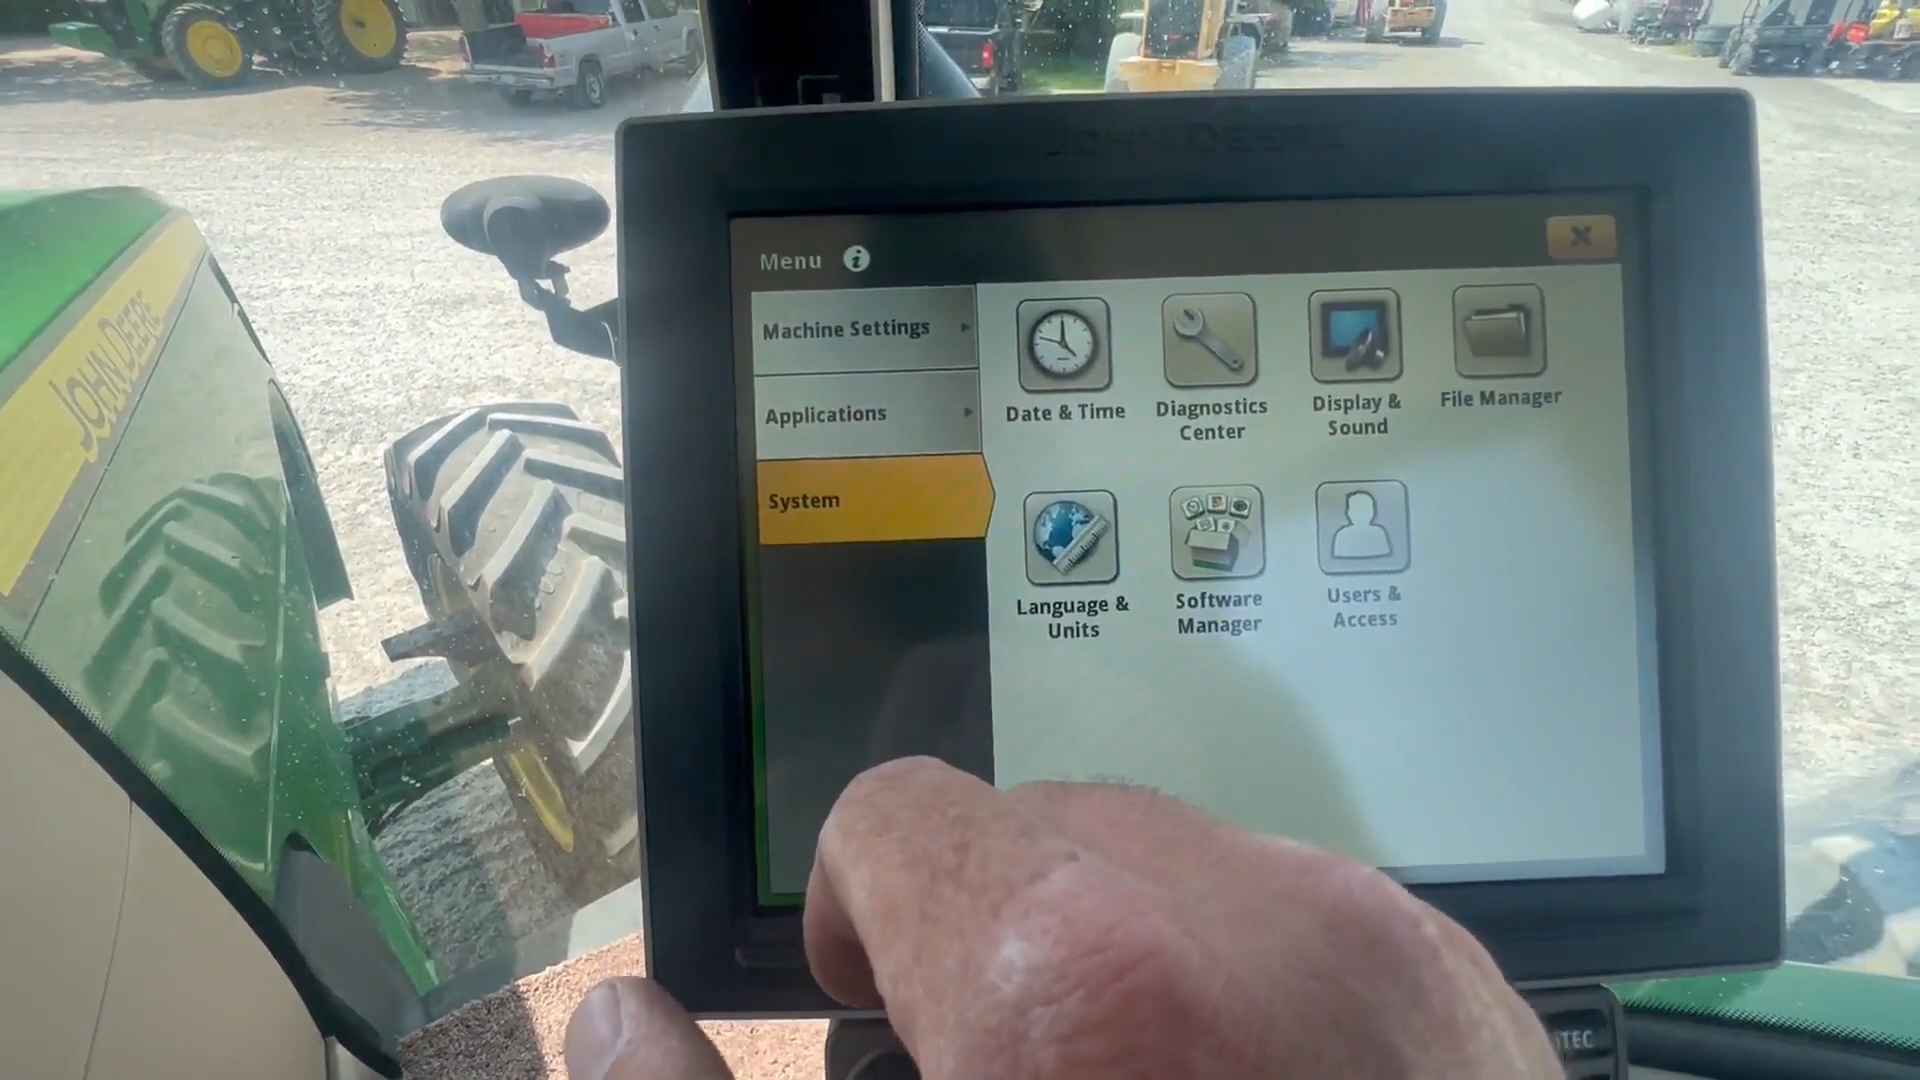 JOHN DEERE
JOHN DEERE
Menu i
Machine Settings
Applications
System
Date & Time
Diagnostics
Center
Display &
Sound
File Manager
Language &
Units
Software
Manager
Users &
Access